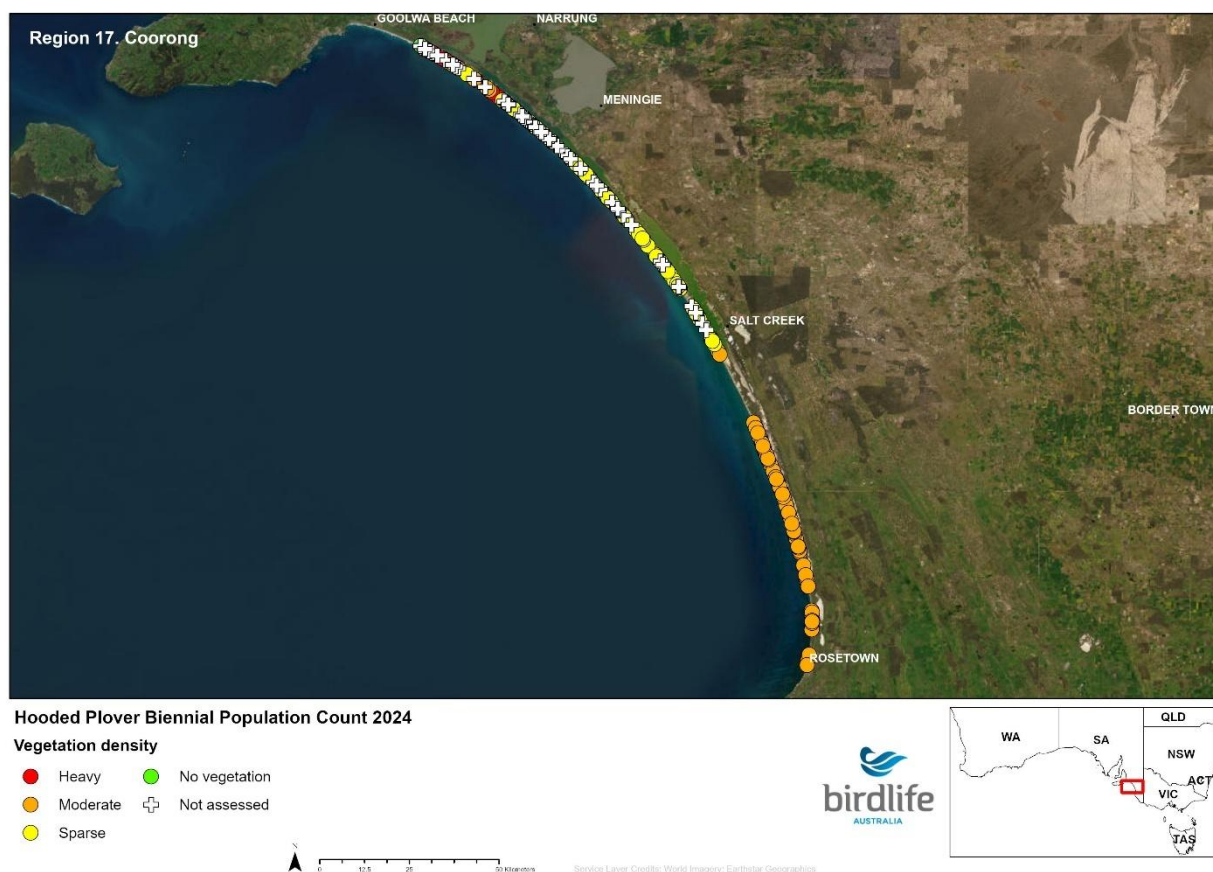 Region 17. Coorong
GOOLWA BEACH
NARRUNG
MENINGIE
SALT CREEK
BORDER TOWN
ROSETOWN
Hooded Plover Biennial Population Count 2024
Vegetation density
Heavy
No vegetation
Moderate
Not assessed
Sparse
birdlife
AUSTRALIA
WA
SA
QLD
NSW
ACT
VIC
TAS
N
0 12.5 25 50 Kilometers
Service Layer Credits: World Imagery: Earthstar Geographics